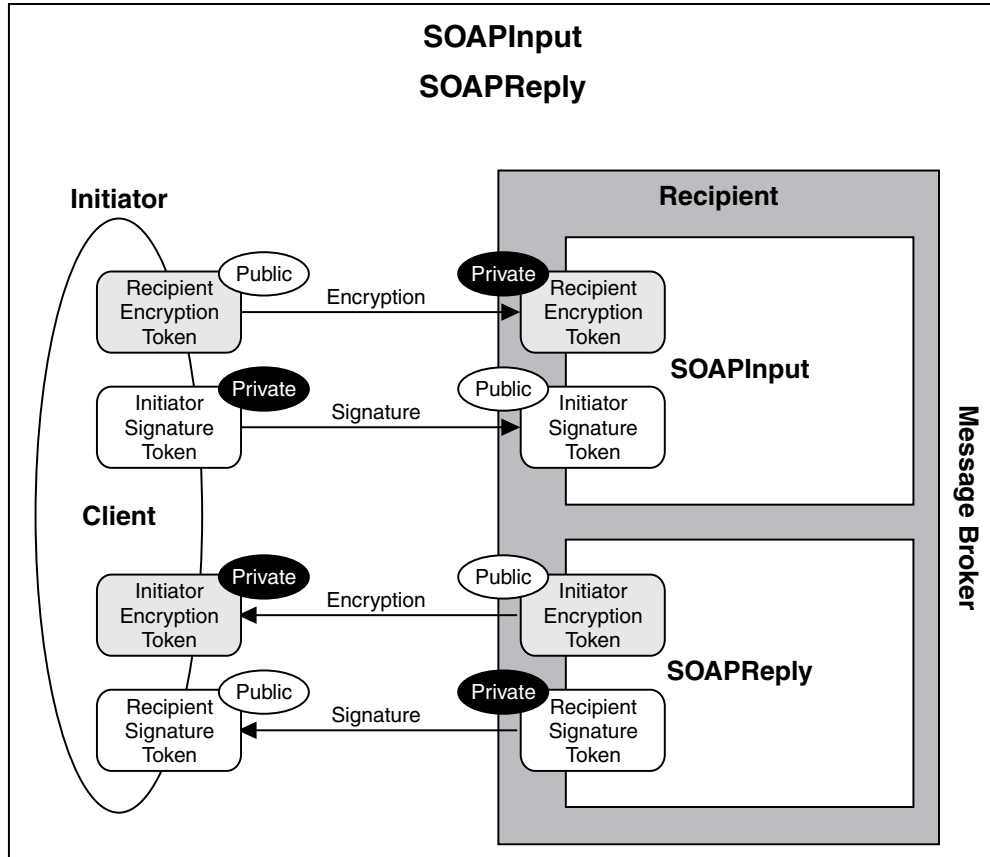 SOAPInput
SOAPReply
Initiator
Recipient
Public
Recipient
Encryption
Token
Encryption
Private
Recipient
Encryption
Token
SOAPInput
Private
Initiator
Signature
Token
Signature
Public
Initiator
Signature
Token
Client
Message Broker
Private
Initiator
Encryption
Token
Encryption
Public
Initiator
Encryption
Token
SOAPReply
Public
Recipient
Signature
Token
Signature
Private
Recipient
Signature
Token